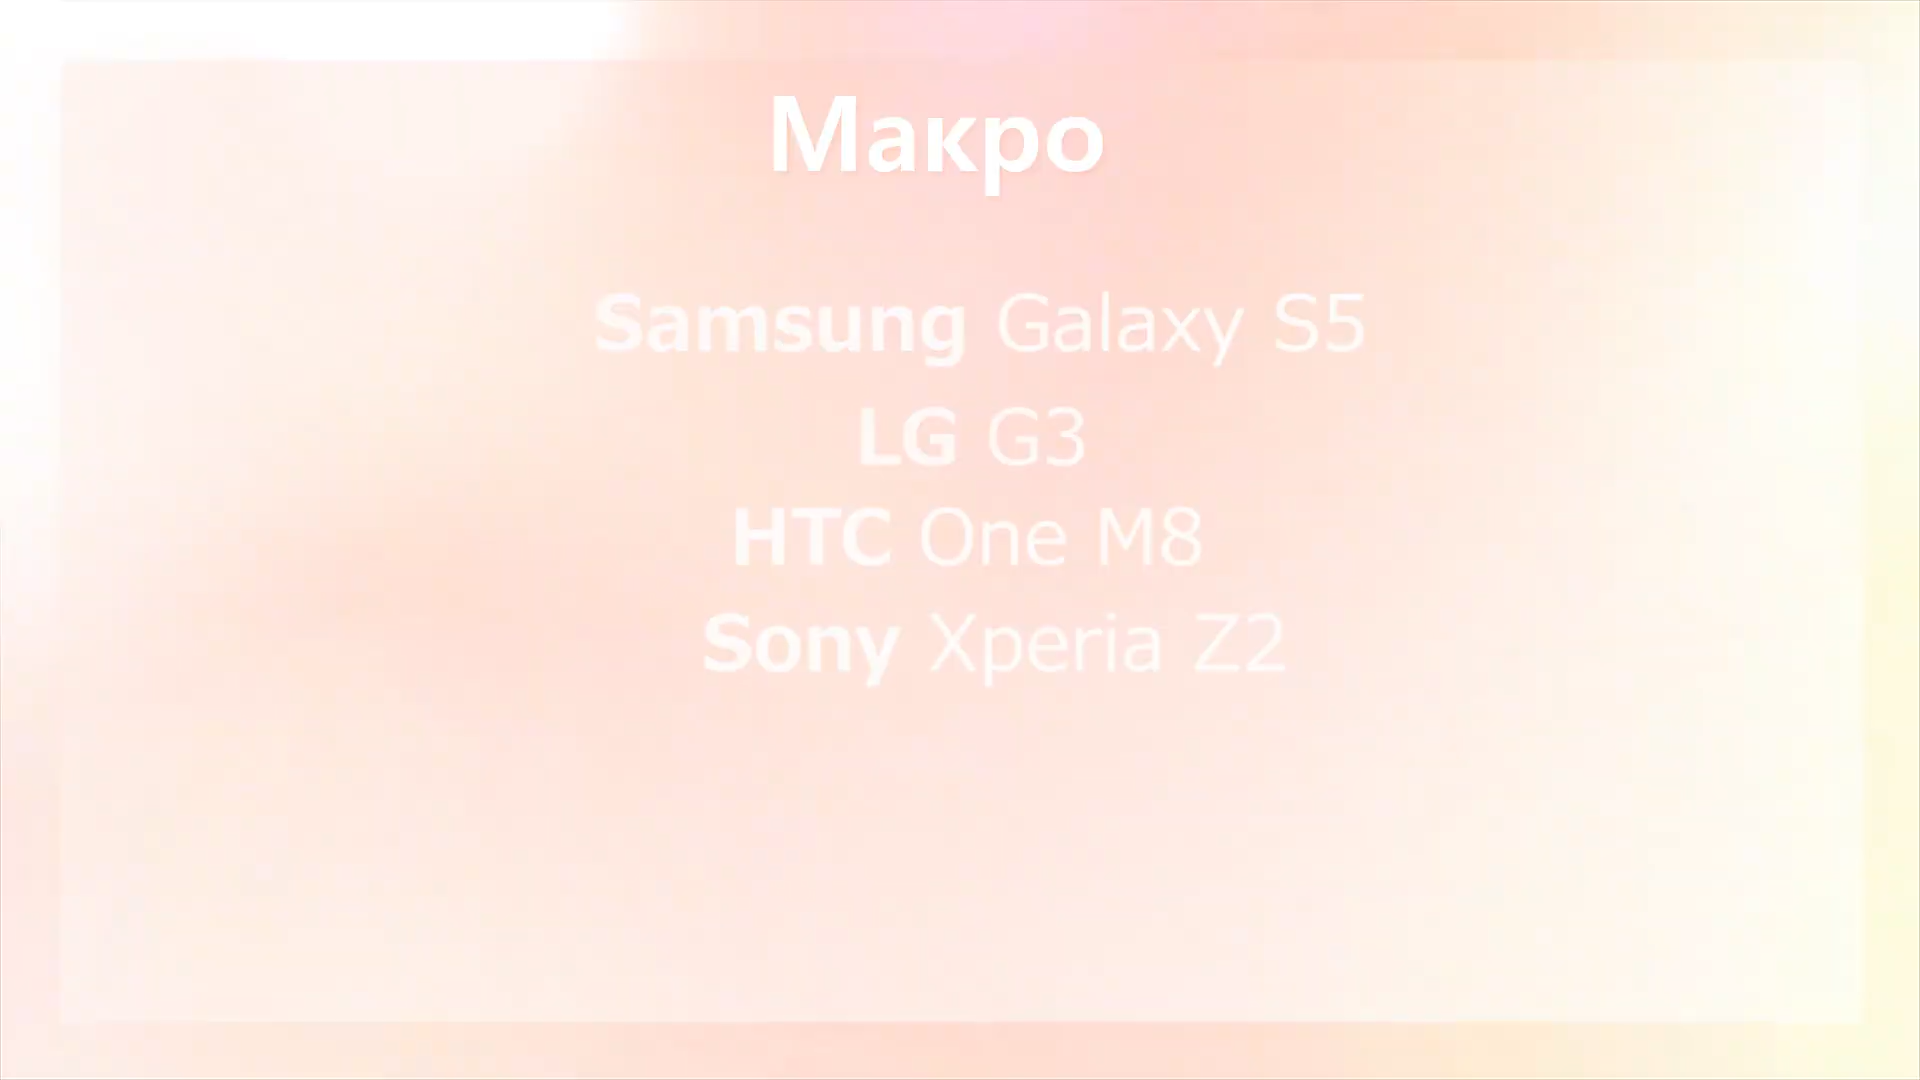 Макро
Samsung Galaxy S5
LG G3
HTC One M8
Sony Xperia Z2